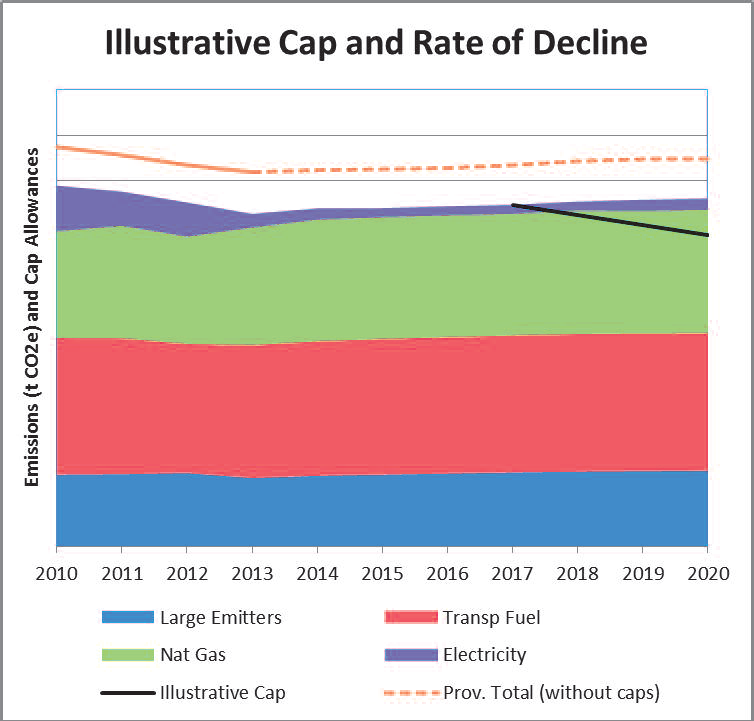 Illustrative Cap and Rate of Decline
Emissions (t CO2e) and Cap Allowances
2010 2011 2012 2013 2014 2015 2016 2017 2018 2019 2020
Large Emitters Transp Fuel
Nat Gas Electricity
Illustrative Cap Prov. Total (without caps)